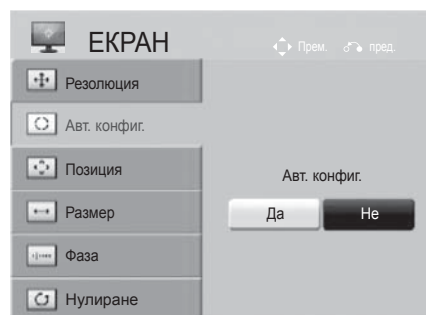 ЕКРАН
Прем. пред.
Резолюция
Авт. конфиг.
Позиция
Размер
Фаза
Нулиране
Авт. конфиг.
Да Не